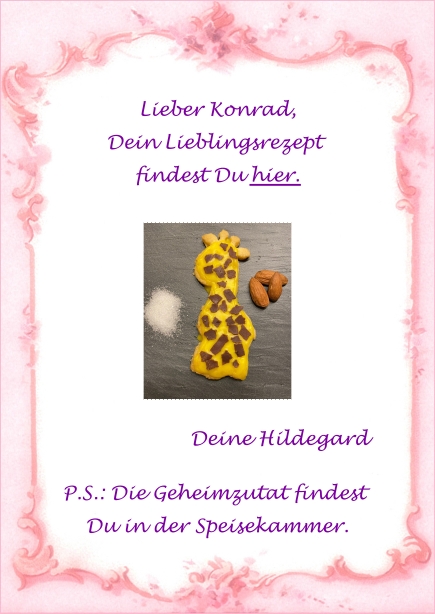 Lieber Konrad,
Dein Lieblingsrezept
findest Du hier.
Deine Hildegard
P.S.: Die Geheimzutat findest
Du in der Speisekammer.